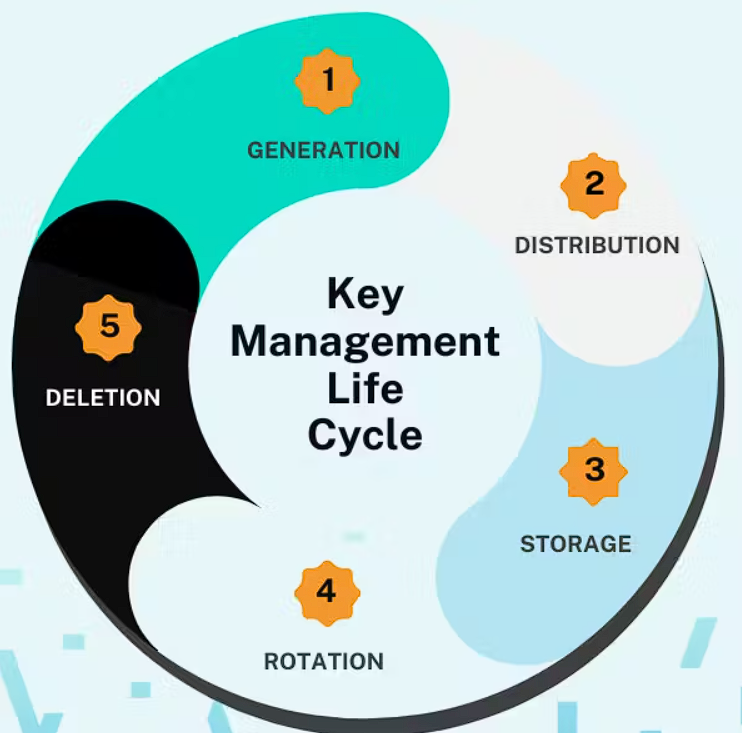 1
GENERATION
2
DISTRIBUTION
Key
Management
Life
Cycle
5
DELETION
3
STORAGE
4
ROTATION